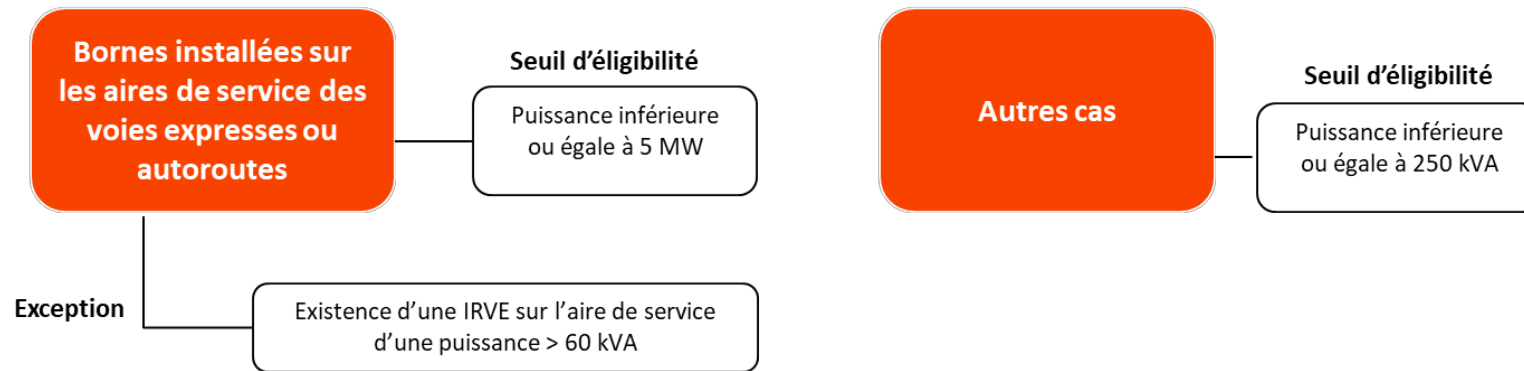 Bornes installées sur
les aires de service des
voies expresses ou
autoroutes
Seuil d’éligibilité
Puissance inférieure
ou égale à 5 MW
Exception
Existence d’une IRVE sur l’aire de service
d’une puissance > 60 kVA
Autres cas
Seuil d’éligibilité
Puissance inférieure
ou égale à 250 kVA